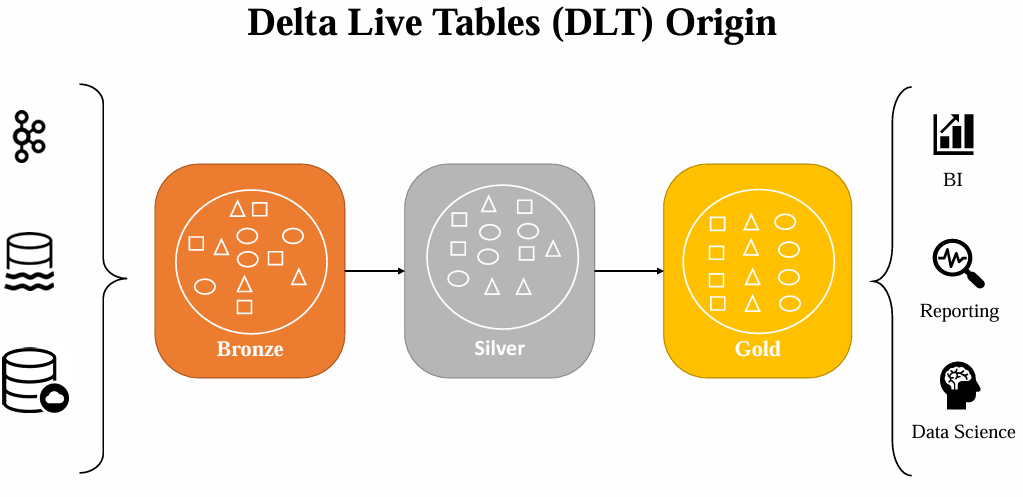 Delta Live Tables (DLT) Origin
Bronze
Silver
Gold
BI
Reporting
Data Science